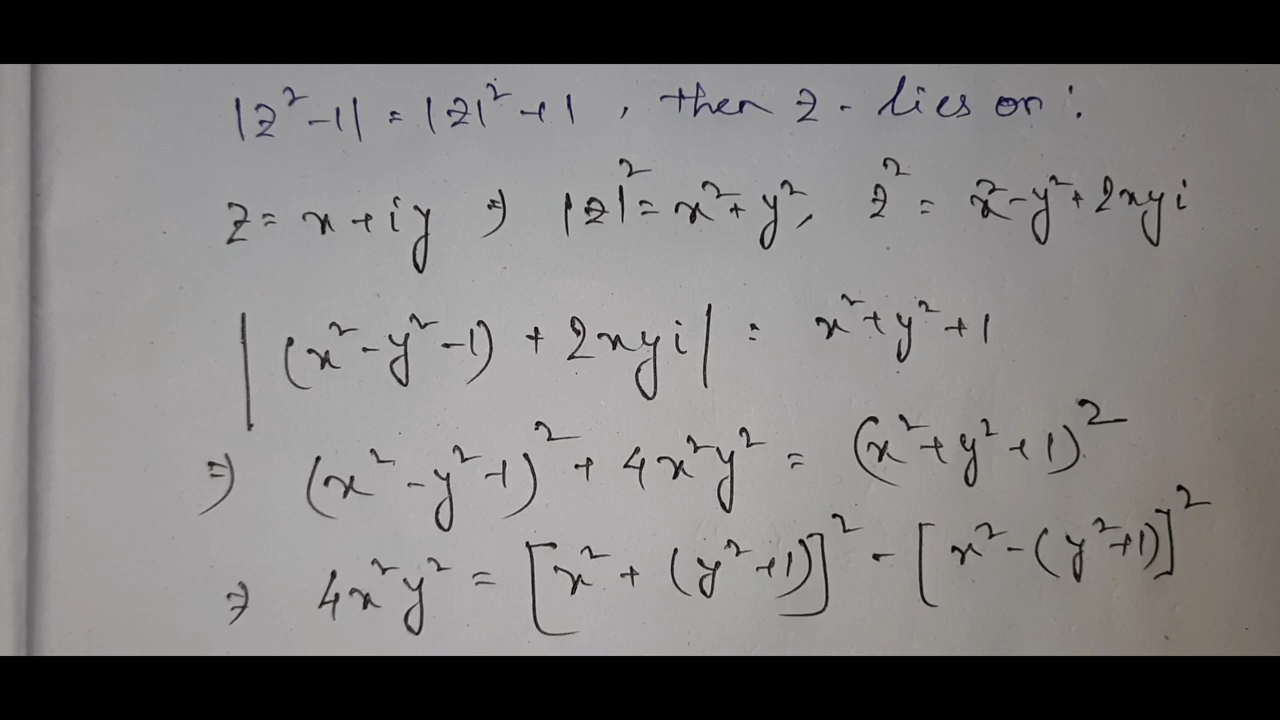 |z²-1| = |z|²+1, then z - lies on:
z = x+iy ⇒ |z|² = x²+y², z² = x²-y²+2xyi
|(x²-y²-1) + 2xyi| = x²+y²+1
⇒ (x²-y²-1)² + 4x²y² = (x²+y²+1)²
⇒ 4x²y² = [x²+(y²+1)]² - [x²-(y²+1)]²